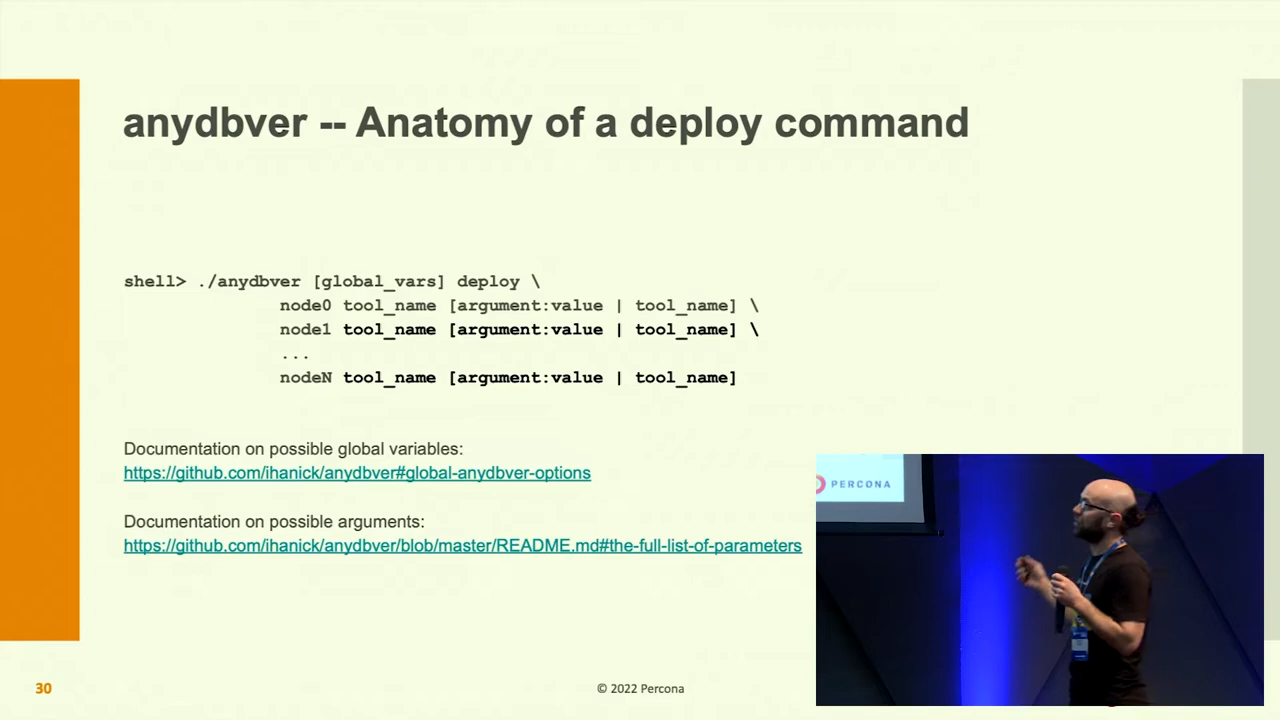 anydbver -- Anatomy of a deploy command
shell> ./anydbver [global_vars] deploy \
node0 tool_name [argument:value | tool_name] \
node1 tool_name [argument:value | tool_name] \
...
nodeN tool_name [argument:value | tool_name]
Documentation on possible global variables:
https://github.com/ihanick/anydbver#global-anydbver-options
Documentation on possible arguments:
https://github.com/ihanick/anydbver/blob/master/README.md#the-full-list-of-parameters
PERCONA
30
© 2022 Percona